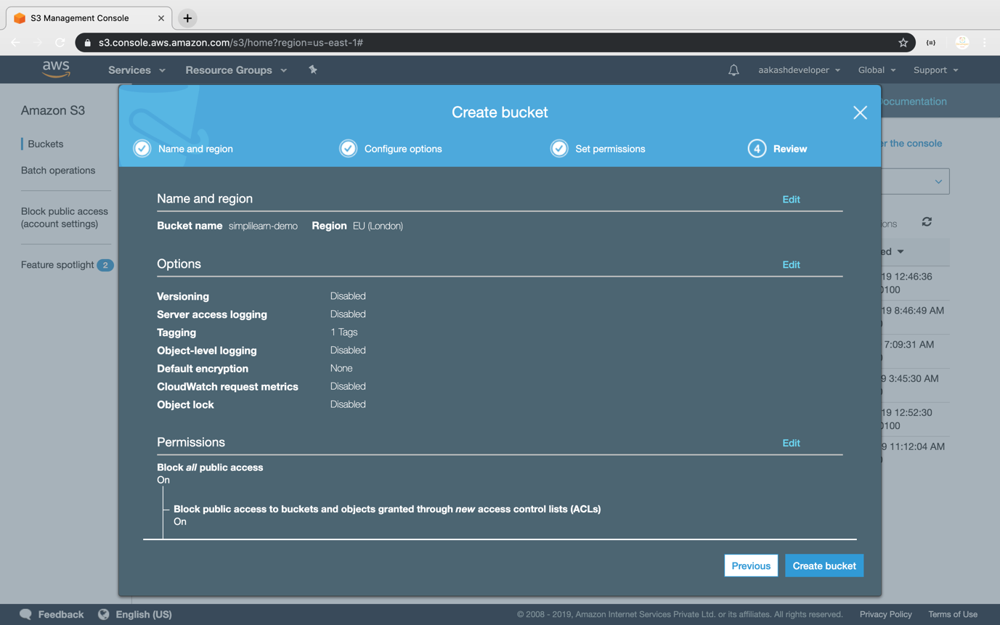 S3 Management Console
s3.console.aws.amazon.com/s3/home?region=us-east-1#
aws
Services
Resource Groups
aakashdeveloper
Global
Support
Amazon S3
Buckets
Batch operations
Block public access
(account settings)
Feature spotlight 2
Documentation
the console
Create bucket
Name and region
Configure options
Set permissions
4 Review
Name and region Edit
Bucket name simplilearn-demo Region EU (London)
Options Edit
Versioning Disabled
Server access logging Disabled
Tagging 1 Tags
Object-level logging Disabled
Default encryption None
CloudWatch request metrics Disabled
Object lock Disabled
Permissions Edit
Block all public access
On
Block public access to buckets and objects granted through new access control lists (ACLs)
On
Previous Create bucket
19 12:46:36
0100
19 8:46:49 AM
7:09:31 AM
9 3:45:30 AM
19 12:52:30
0100
9 11:12:04 AM
Feedback
English (US)
© 2008 - 2019, Amazon Internet Services Private Ltd. or its affiliates. All rights reserved.
Privacy Policy
Terms of Use